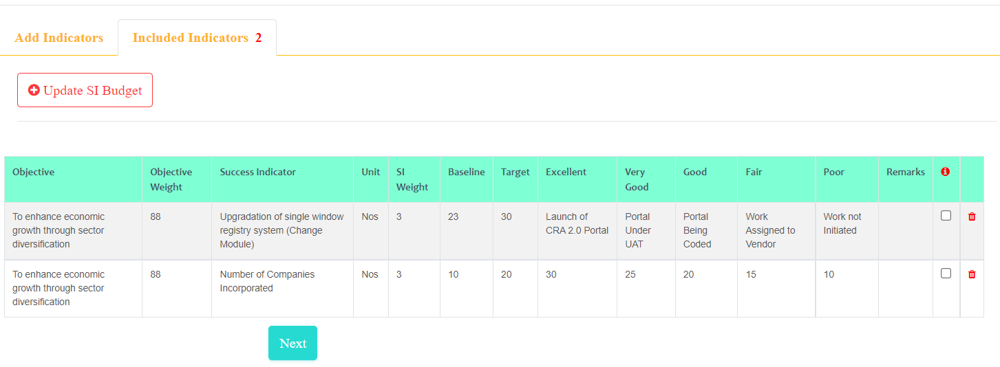 Add Indicators
Included Indicators 2
Update SI Budget
Objective
Objective
Weight
Success Indicator
Unit
SI
Weight
Baseline
Target
Excellent
Very
Good
Good
Fair
Poor
Remarks
To enhance economic
growth through sector
diversification
88
Upgradation of single window
registry system (Change
Module)
Nos
3
23
30
Launch of
CRA 2.0 Portal
Portal
Under
UAT
Portal
Being
Coded
Work
Assigned to
Vendor
Work not
Initiated
To enhance economic
growth through sector
diversification
88
Number of Companies
Incorporated
Nos
3
10
20
30
25
20
15
10
Next